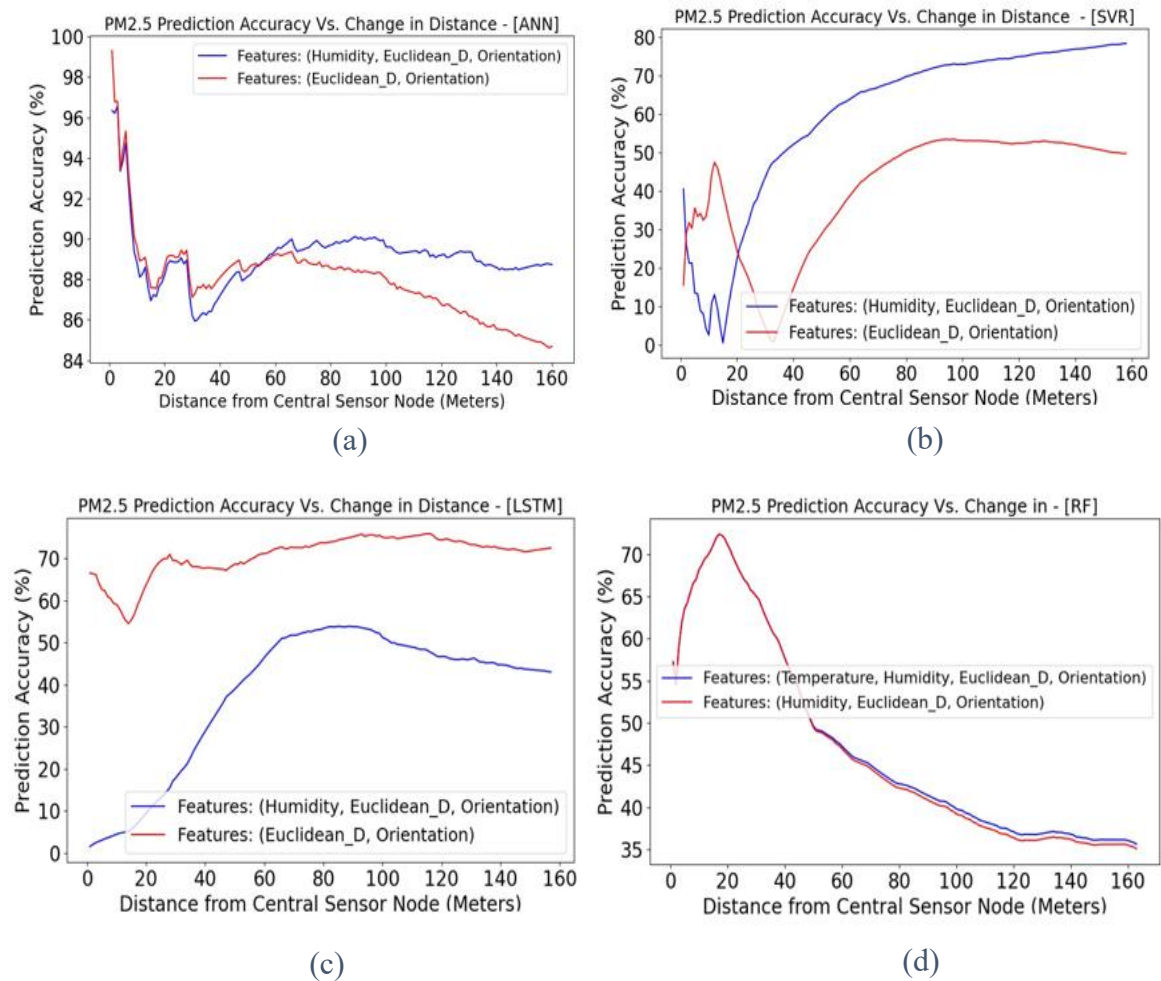 PM2.5 Prediction Accuracy Vs. Change in Distance - [ANN]
100
98
96
94
92
90
88
86
84
Prediction Accuracy (%)
Features: (Humidity, Euclidean_D, Orientation)
Features: (Euclidean_D, Orientation)
0 20 40 60 80 100 120 140 160
Distance from Central Sensor Node (Meters)
(a)
PM2.5 Prediction Accuracy Vs. Change in Distance - [SVR]
80
70
60
50
40
30
20
10
0
Prediction Accuracy (%)
Features: (Humidity, Euclidean_D, Orientation)
Features: (Euclidean_D, Orientation)
0 20 40 60 80 100 120 140 160
Distance from Central Sensor Node (Meters)
(b)
PM2.5 Prediction Accuracy Vs. Change in Distance - [LSTM]
70
60
50
40
30
20
10
0
Prediction Accuracy (%)
Features: (Humidity, Euclidean_D, Orientation)
Features: (Euclidean_D, Orientation)
0 20 40 60 80 100 120 140 160
Distance from Central Sensor Node (Meters)
(c)
PM2.5 Prediction Accuracy Vs. Change in - [RF]
70
65
60
55
50
45
40
35
Prediction Accuracy (%)
Features: (Temperature, Humidity, Euclidean_D, Orientation)
Features: (Humidity, Euclidean_D, Orientation)
0 20 40 60 80 100 120 140 160
Distance from Central Sensor Node (Meters)
(d)